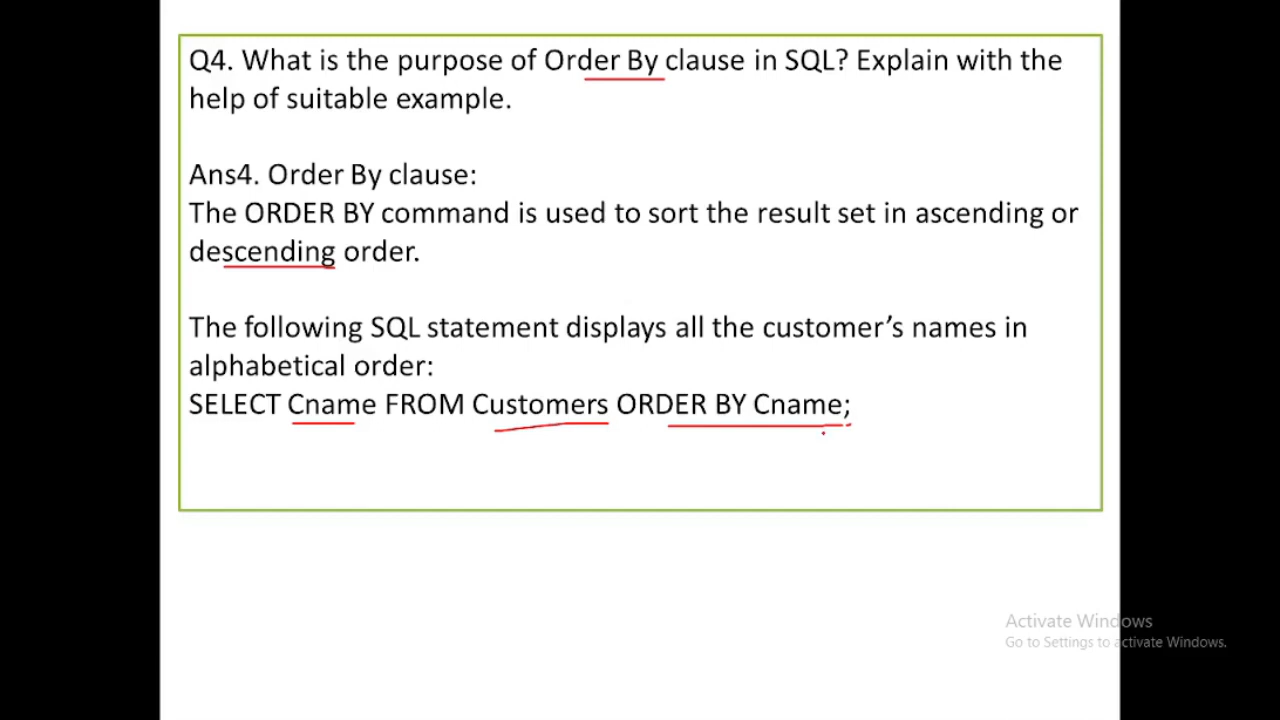 Q4. What is the purpose of Order By clause in SQL? Explain with the
help of suitable example.
Ans4. Order By clause:
The ORDER BY command is used to sort the result set in ascending or
descending order.
The following SQL statement displays all the customer’s names in
alphabetical order:
SELECT Cname FROM Customers ORDER BY Cname;
Activate Windows
Go to Settings to activate Windows.